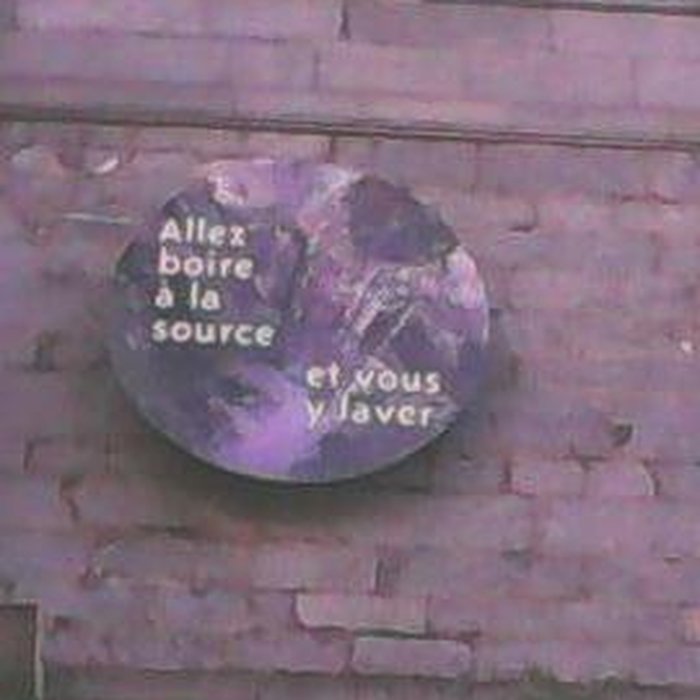 Allez
boire
à la
source
et vous
y laver